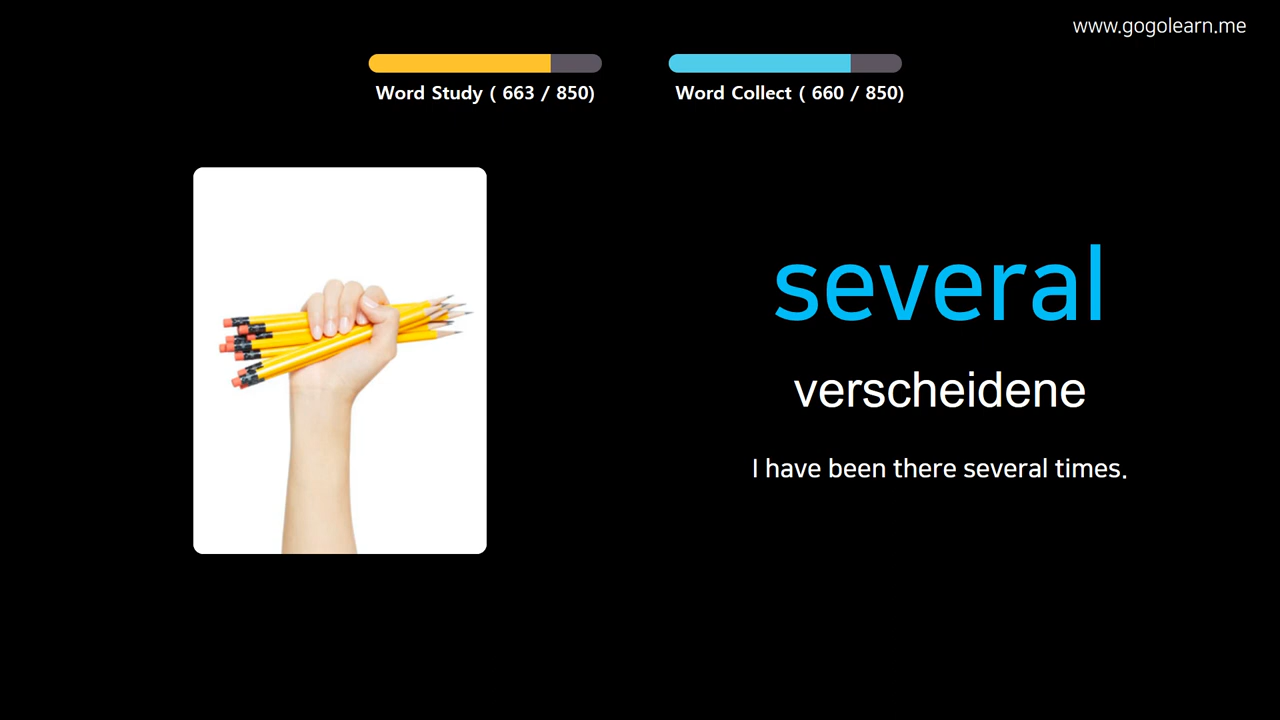 www.gogolearn.me
Word Study ( 663 / 850)
Word Collect ( 660 / 850)
several
verscheidene
I have been there several times.